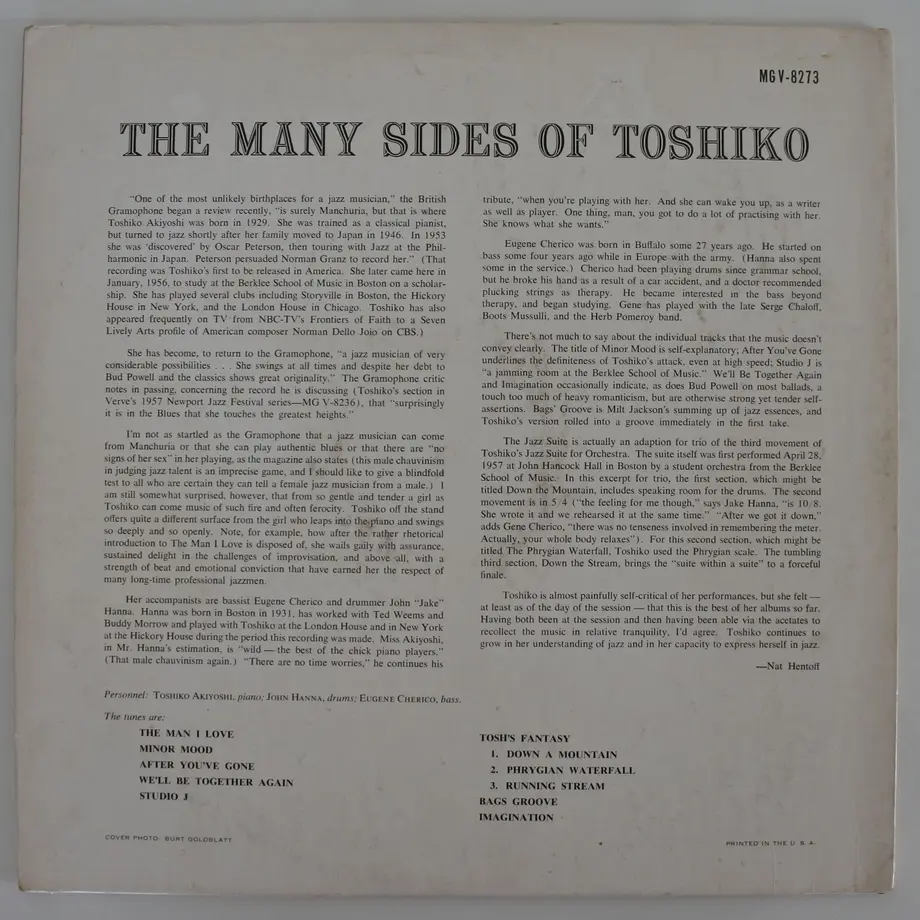 MGV-8273
THE MANY SIDES OF TOSHIKO
"One of the most unlikely birthplaces for a jazz musician," the British
Gramophone began a review recently, "is surely Manchuria, but that is where
Toshiko Akiyoshi was born in 1929. She was trained as a classical pianist,
but turned to jazz shortly after her family moved to Japan in 1946. In 1953
she was 'discovered' by Oscar Peterson, then touring with Jazz at the Phil-
harmonic in Japan. Peterson persuaded Norman Granz to record her." (That
recording was Toshiko's first to be released in America. She later came here in
January, 1956, to study at the Berklee School of Music in Boston on a scholar-
ship. She has played several clubs including Storyville in Boston, the Hickory
House in New York, and the London House in Chicago. Toshiko has also
appeared frequently on TV from NBC-TV's Frontiers of Faith to a Seven
Lively Arts profile of American composer Norman Dello Joio on CBS.)
She has become, to return to the Gramophone, "a jazz musician of very
considerable possibilities . . . She swings at all times and despite her debt to
Bud Powell and the classics shows great originality." The Gramophone critic
notes in passing, concerning the record he is discussing (Toshiko's section in
Verve's 1957 Newport Jazz Festival series—MG V-8236), that "surprisingly
it is in the Blues that she touches the greatest heights."
I'm not as startled as the Gramophone that a jazz musician can come
from Manchuria or that she can play authentic blues or that there are "no
signs of her sex" in her playing, as the magazine also states (this male chauvinism
in judging jazz talent is an imprecise game, and I should like to give a blindfold
test to all who are certain they can tell a female jazz musician from a male.) I
am still somewhat surprised, however, that from so gentle and tender a girl as
Toshiko can come music of such fire and often ferocity. Toshiko off the stand
offers quite a different surface from the girl who leaps into the piano and swings
so deeply and so openly. Note, for example, how after the rather rhetorical
introduction to The Man I Love is disposed of, she wails gaily with assurance,
sustained delight in the challenges of improvisation, and above all, with a
strength of beat and emotional conviction that have earned her the respect of
many long-time professional jazzmen.
Her accompanists are bassist Eugene Cherico and drummer John "Jake"
Hanna. Hanna was born in Boston in 1931, has worked with Ted Weems and
Buddy Morrow and played with Toshiko at the London House and in New York
at the Hickory House during the period this recording was made. Miss Akiyoshi,
in Mr. Hanna's estimation, is "wild — the best of the chick piano players."
(That male chauvinism again.) "There are no time worries," he continues his
tribute, "when you're playing with her. And she can wake you up, as a writer
as well as player. One thing, man, you got to do a lot of practising with her.
She knows what she wants."
Eugene Cherico was born in Buffalo some 27 years ago. He started on
bass some four years ago while in Europe with the army. (Hanna also spent
some in the service.) Cherico had been playing drums since grammar school,
but he broke his hand as a result of a car accident, and a doctor recommended
plucking strings as therapy. He became interested in the bass beyond
therapy, and began studying. Gene has played with the late Serge Chaloff,
Boots Mussulli, and the Herb Pomeroy band.
There's not much to say about the individual tracks that the music doesn't
convey clearly. The title of Minor Mood is self-explanatory; After You've Gone
underlines the definiteness of Toshiko's attack, even at high speed; Studio J is
"a jamming room at the Berklee School of Music." We'll Be Together Again
and Imagination occasionally indicate, as does Bud Powell on most ballads, a
touch too much of heavy romanticism, but are otherwise strong yet tender self-
assertions. Bags' Groove is Milt Jackson's summing up of jazz essences, and
Toshiko's version rolled into a groove immediately in the first take.
The Jazz Suite is actually an adaption for trio of the third movement of
Toshiko's Jazz Suite for Orchestra. The suite itself was first performed April 28,
1957 at John Hancock Hall in Boston by a student orchestra from the Berklee
School of Music. In this excerpt for trio, the first section, which might be
titled Down the Mountain, includes speaking room for the drums. The second
movement is in 5/4 ("the feeling for me though," says Jake Hanna, "is 10/8.
She wrote it and we rehearsed it at the same time." "After we got it down,"
adds Gene Cherico, "there was no tenseness involved in remembering the meter.
Actually, your whole body relaxes"). For this second section, which might be
titled The Phrygian Waterfall, Toshiko used the Phrygian scale. The tumbling
third section, Down the Stream, brings the "suite within a suite" to a forceful
finale.
Toshiko is almost painfully self-critical of her performances, but she felt —
at least as of the day of the session — that this is the best of her albums so far.
Having both been at the session and then having been able via the acetates to
recollect the music in relative tranquility, I'd agree. Toshiko continues to
grow in her understanding of jazz and in her capacity to express herself in jazz.
—Nat Hentoff
Personnel: TOSHIKO AKIYOSHI, piano; JOHN HANNA, drums; EUGENE CHERICO, bass.
The tunes are:
THE MAN I LOVE
MINOR MOOD
AFTER YOU'VE GONE
WE'LL BE TOGETHER AGAIN
STUDIO J
TOSH'S FANTASY
1. DOWN A MOUNTAIN
2. PHRYGIAN WATERFALL
3. RUNNING STREAM
BAGS GROOVE
IMAGINATION
COVER PHOTO: BURT GOLDBLATT
PRINTED IN THE U. S. A.